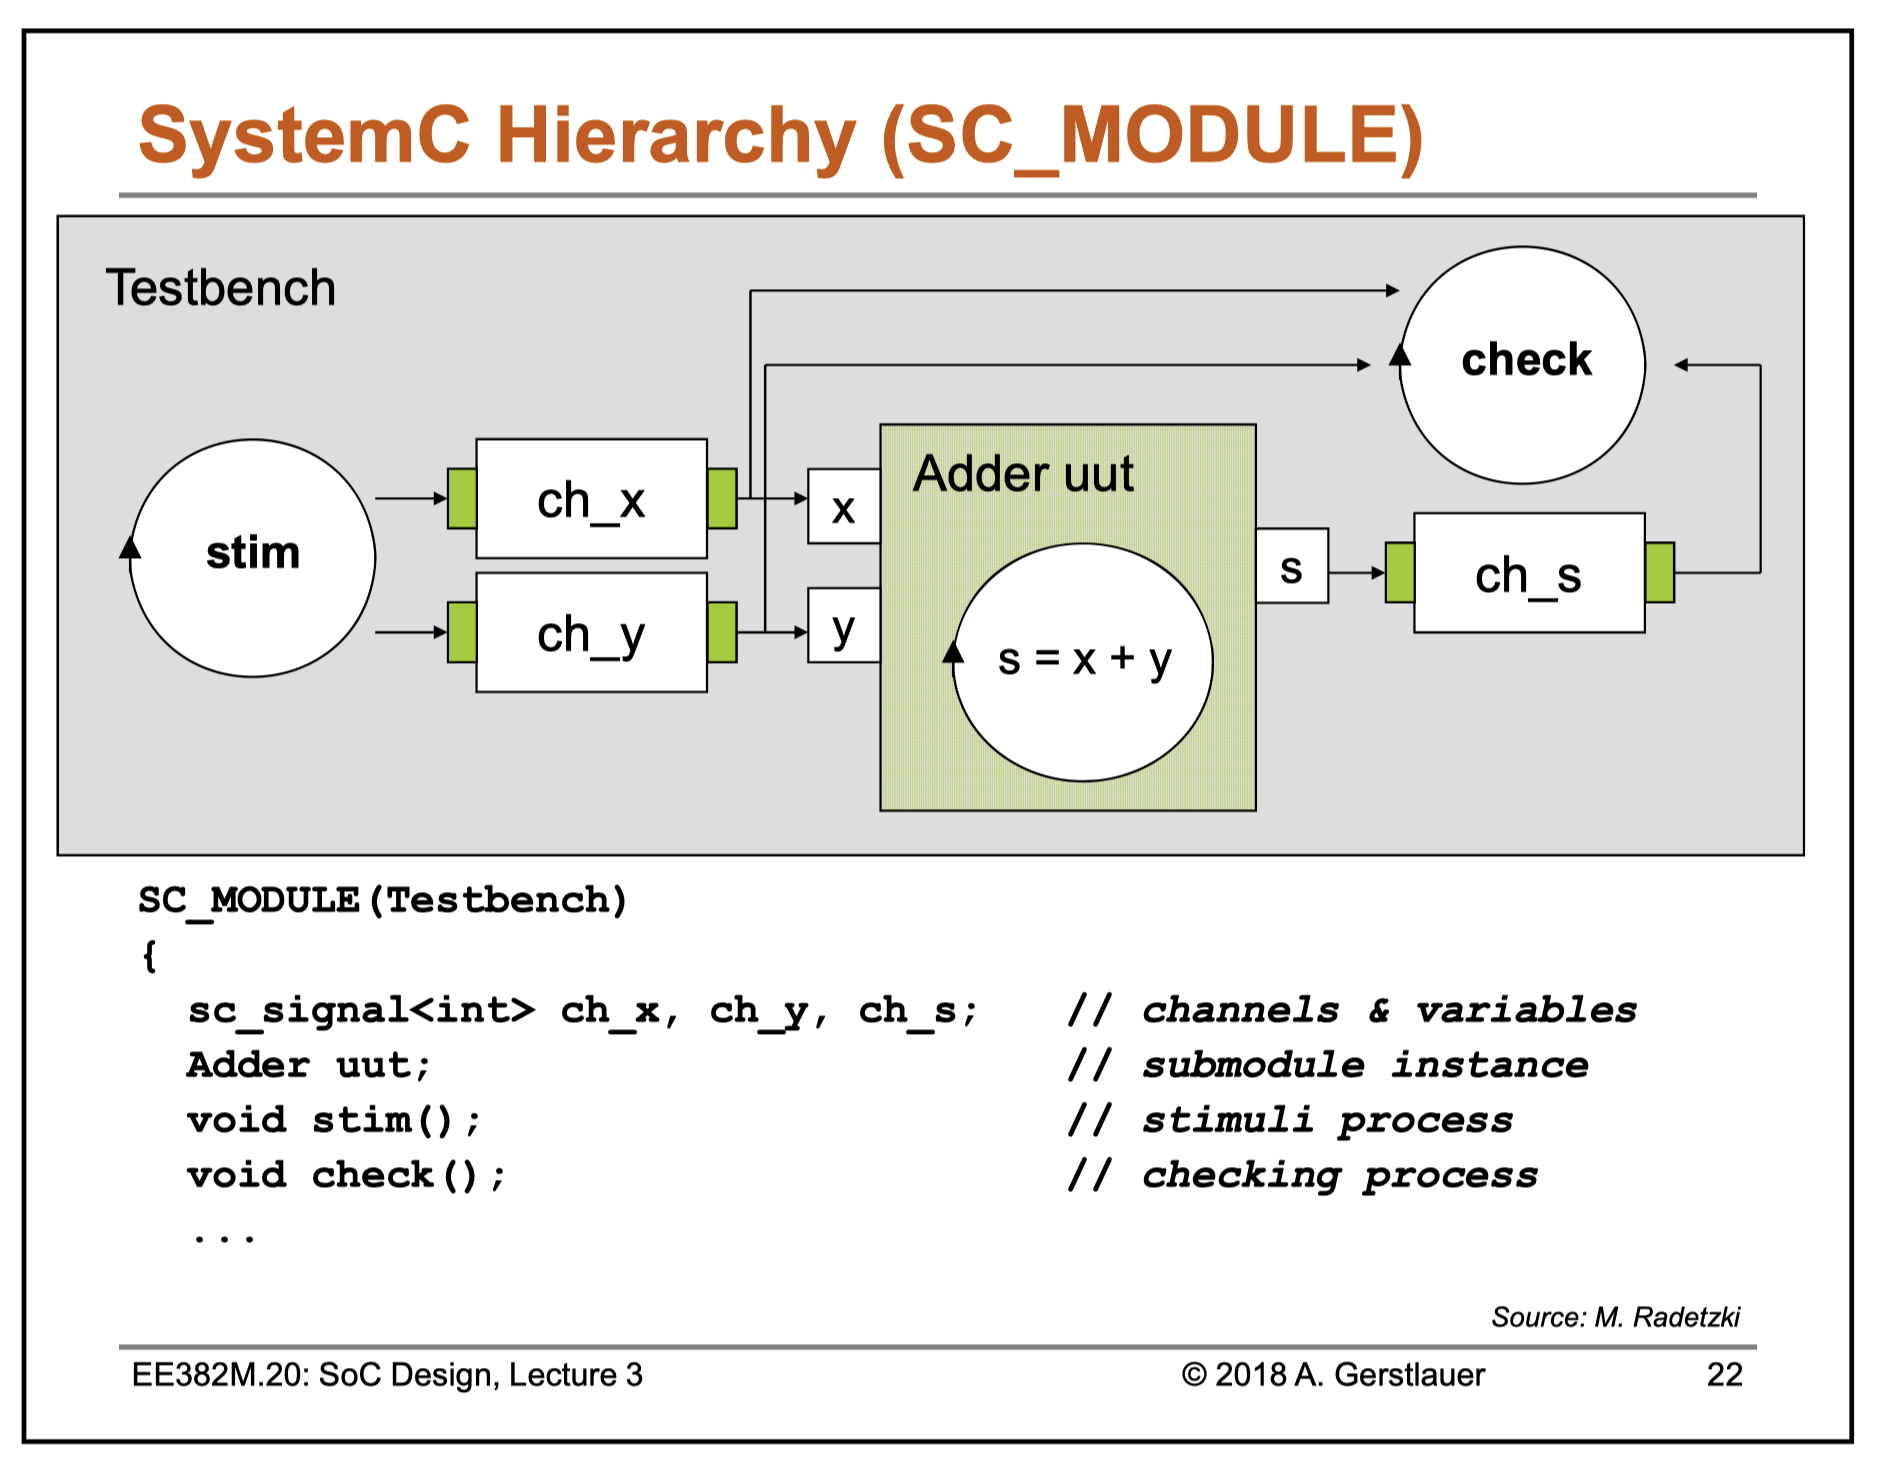 SystemC Hierarchy (SC_MODULE)
Testbench
check
stim
ch_x
ch_y
x
y
Adder uut
s = x + y
s
ch_s
SC_MODULE(Testbench)
{
sc_signal<int> ch_x, ch_y, ch_s; // channels & variables
Adder uut; // submodule instance
void stim(); // stimuli process
void check(); // checking process
...
Source: M. Radetzki
EE382M.20: SoC Design, Lecture 3 © 2018 A. Gerstlauer 22